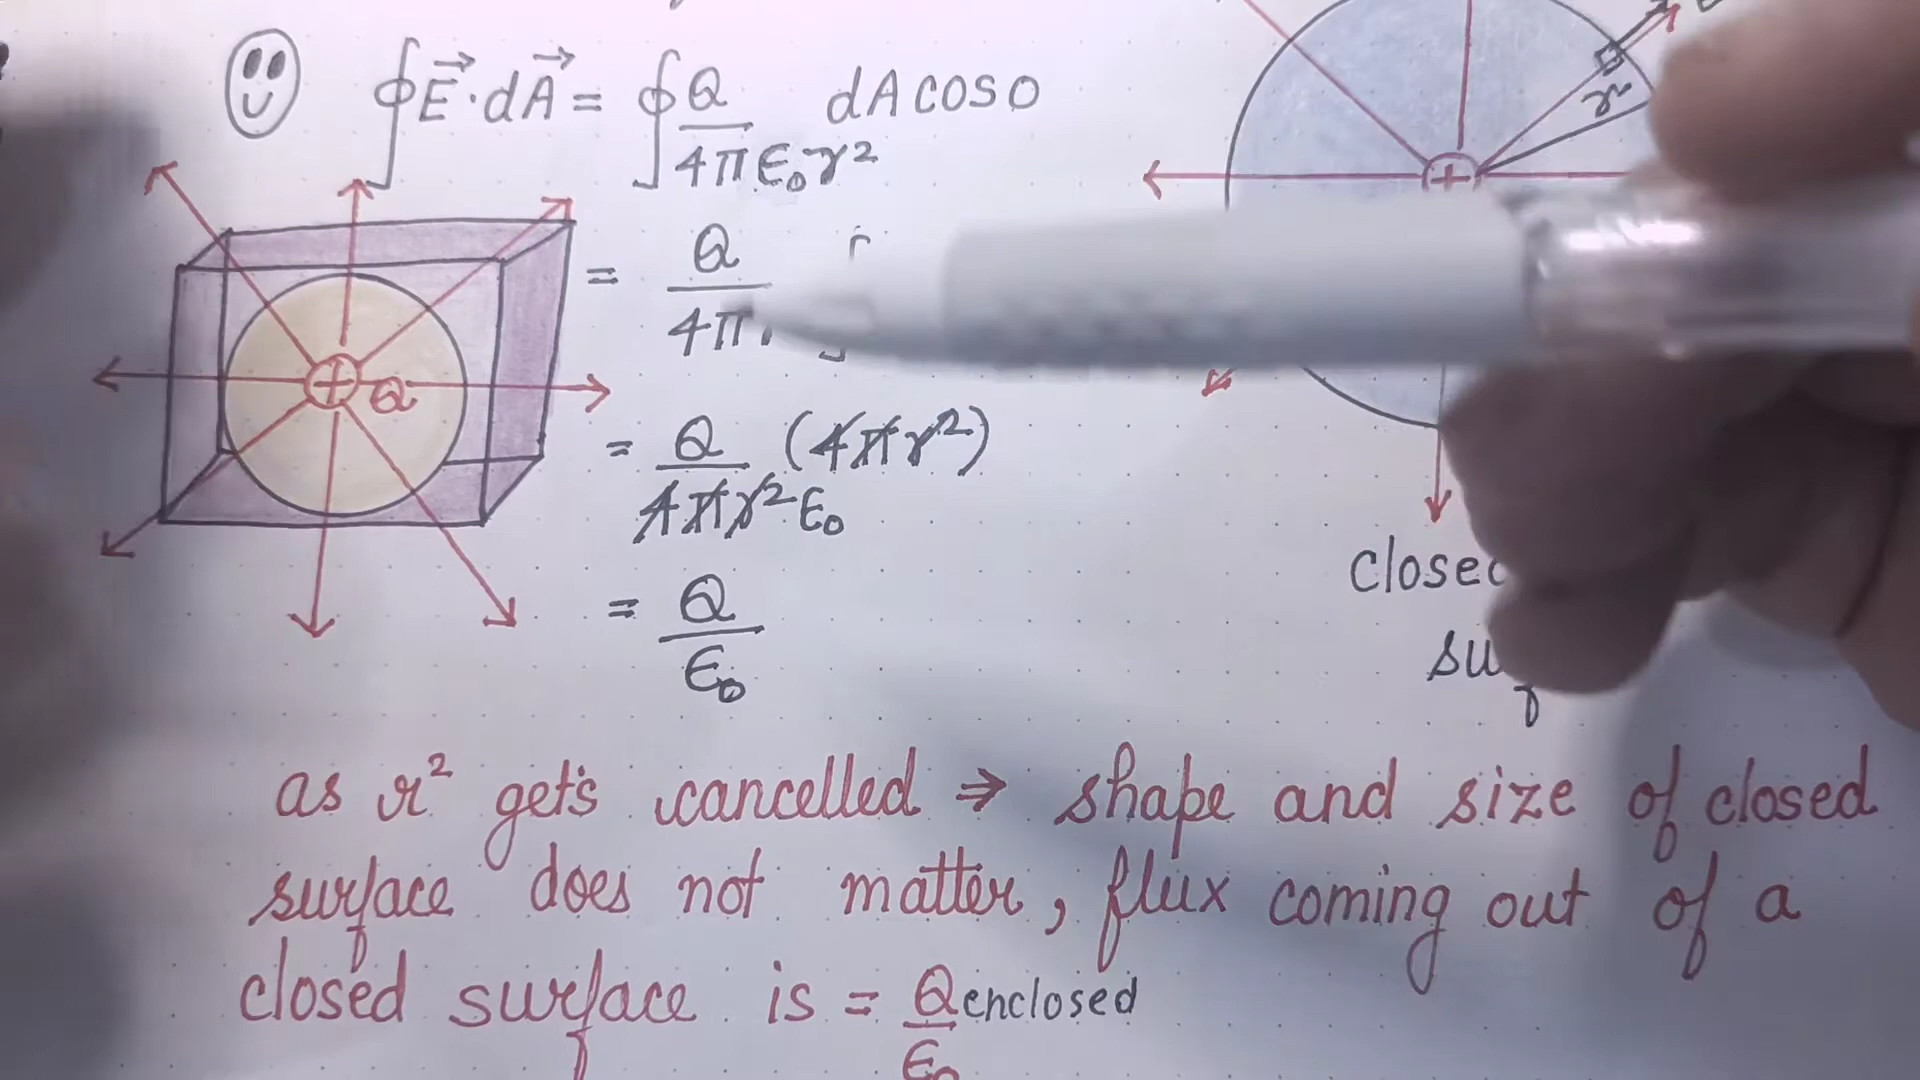 ∮E⃗·dA⃗ = ∮ Q/4πϵ₀r² dA cos0
= Q/4π
= Q/4πr²ϵ₀ (4πr²)
= Q/ϵ₀
+ Q
+
r
closed
su
as r² gets cancelled ⇒ shape and size of closed
surface does not matter, flux coming out of a
closed surface is = Qenclosed/ϵ₀